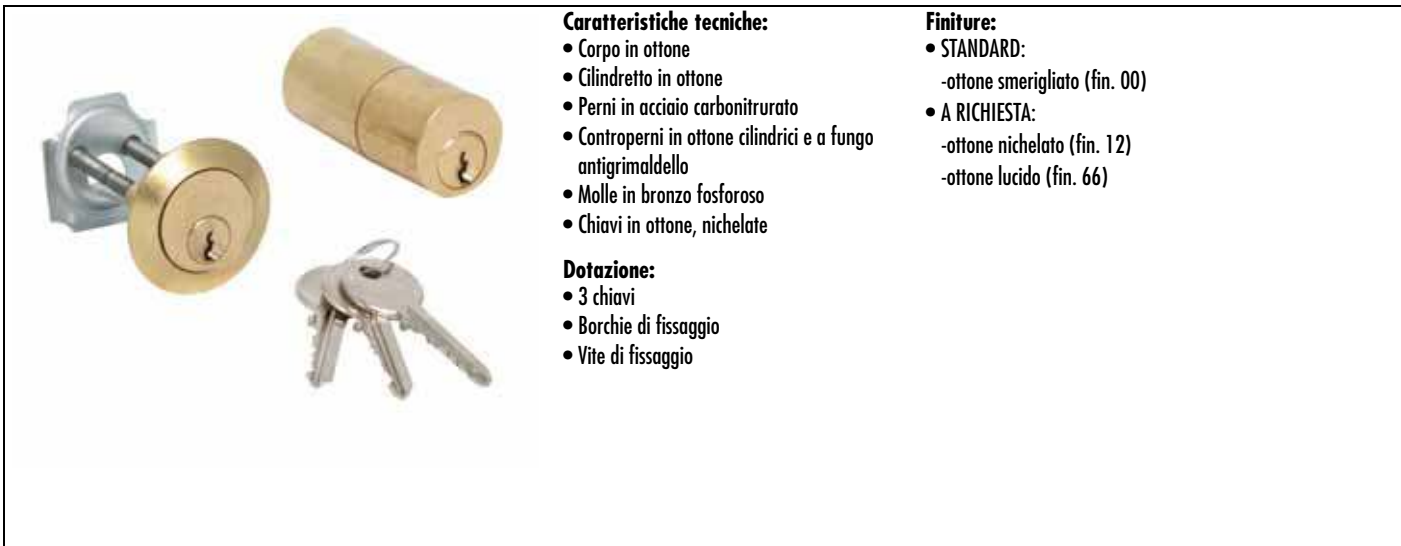 Caratteristiche tecniche:
• Corpo in ottone
• Cilindretto in ottone
• Perni in acciaio carbonitrurato
• Controperni in ottone cilindrici e a fungo
antigrimaldello
• Molle in bronzo fosforoso
• Chiavi in ottone, nichelate
Dotazione:
• 3 chiavi
• Borchie di fissaggio
• Vite di fissaggio
Finiture:
• STANDARD:
-ottone smerigliato (fin. 00)
• A RICHIESTA:
-ottone nichelato (fin. 12)
-ottone lucido (fin. 66)